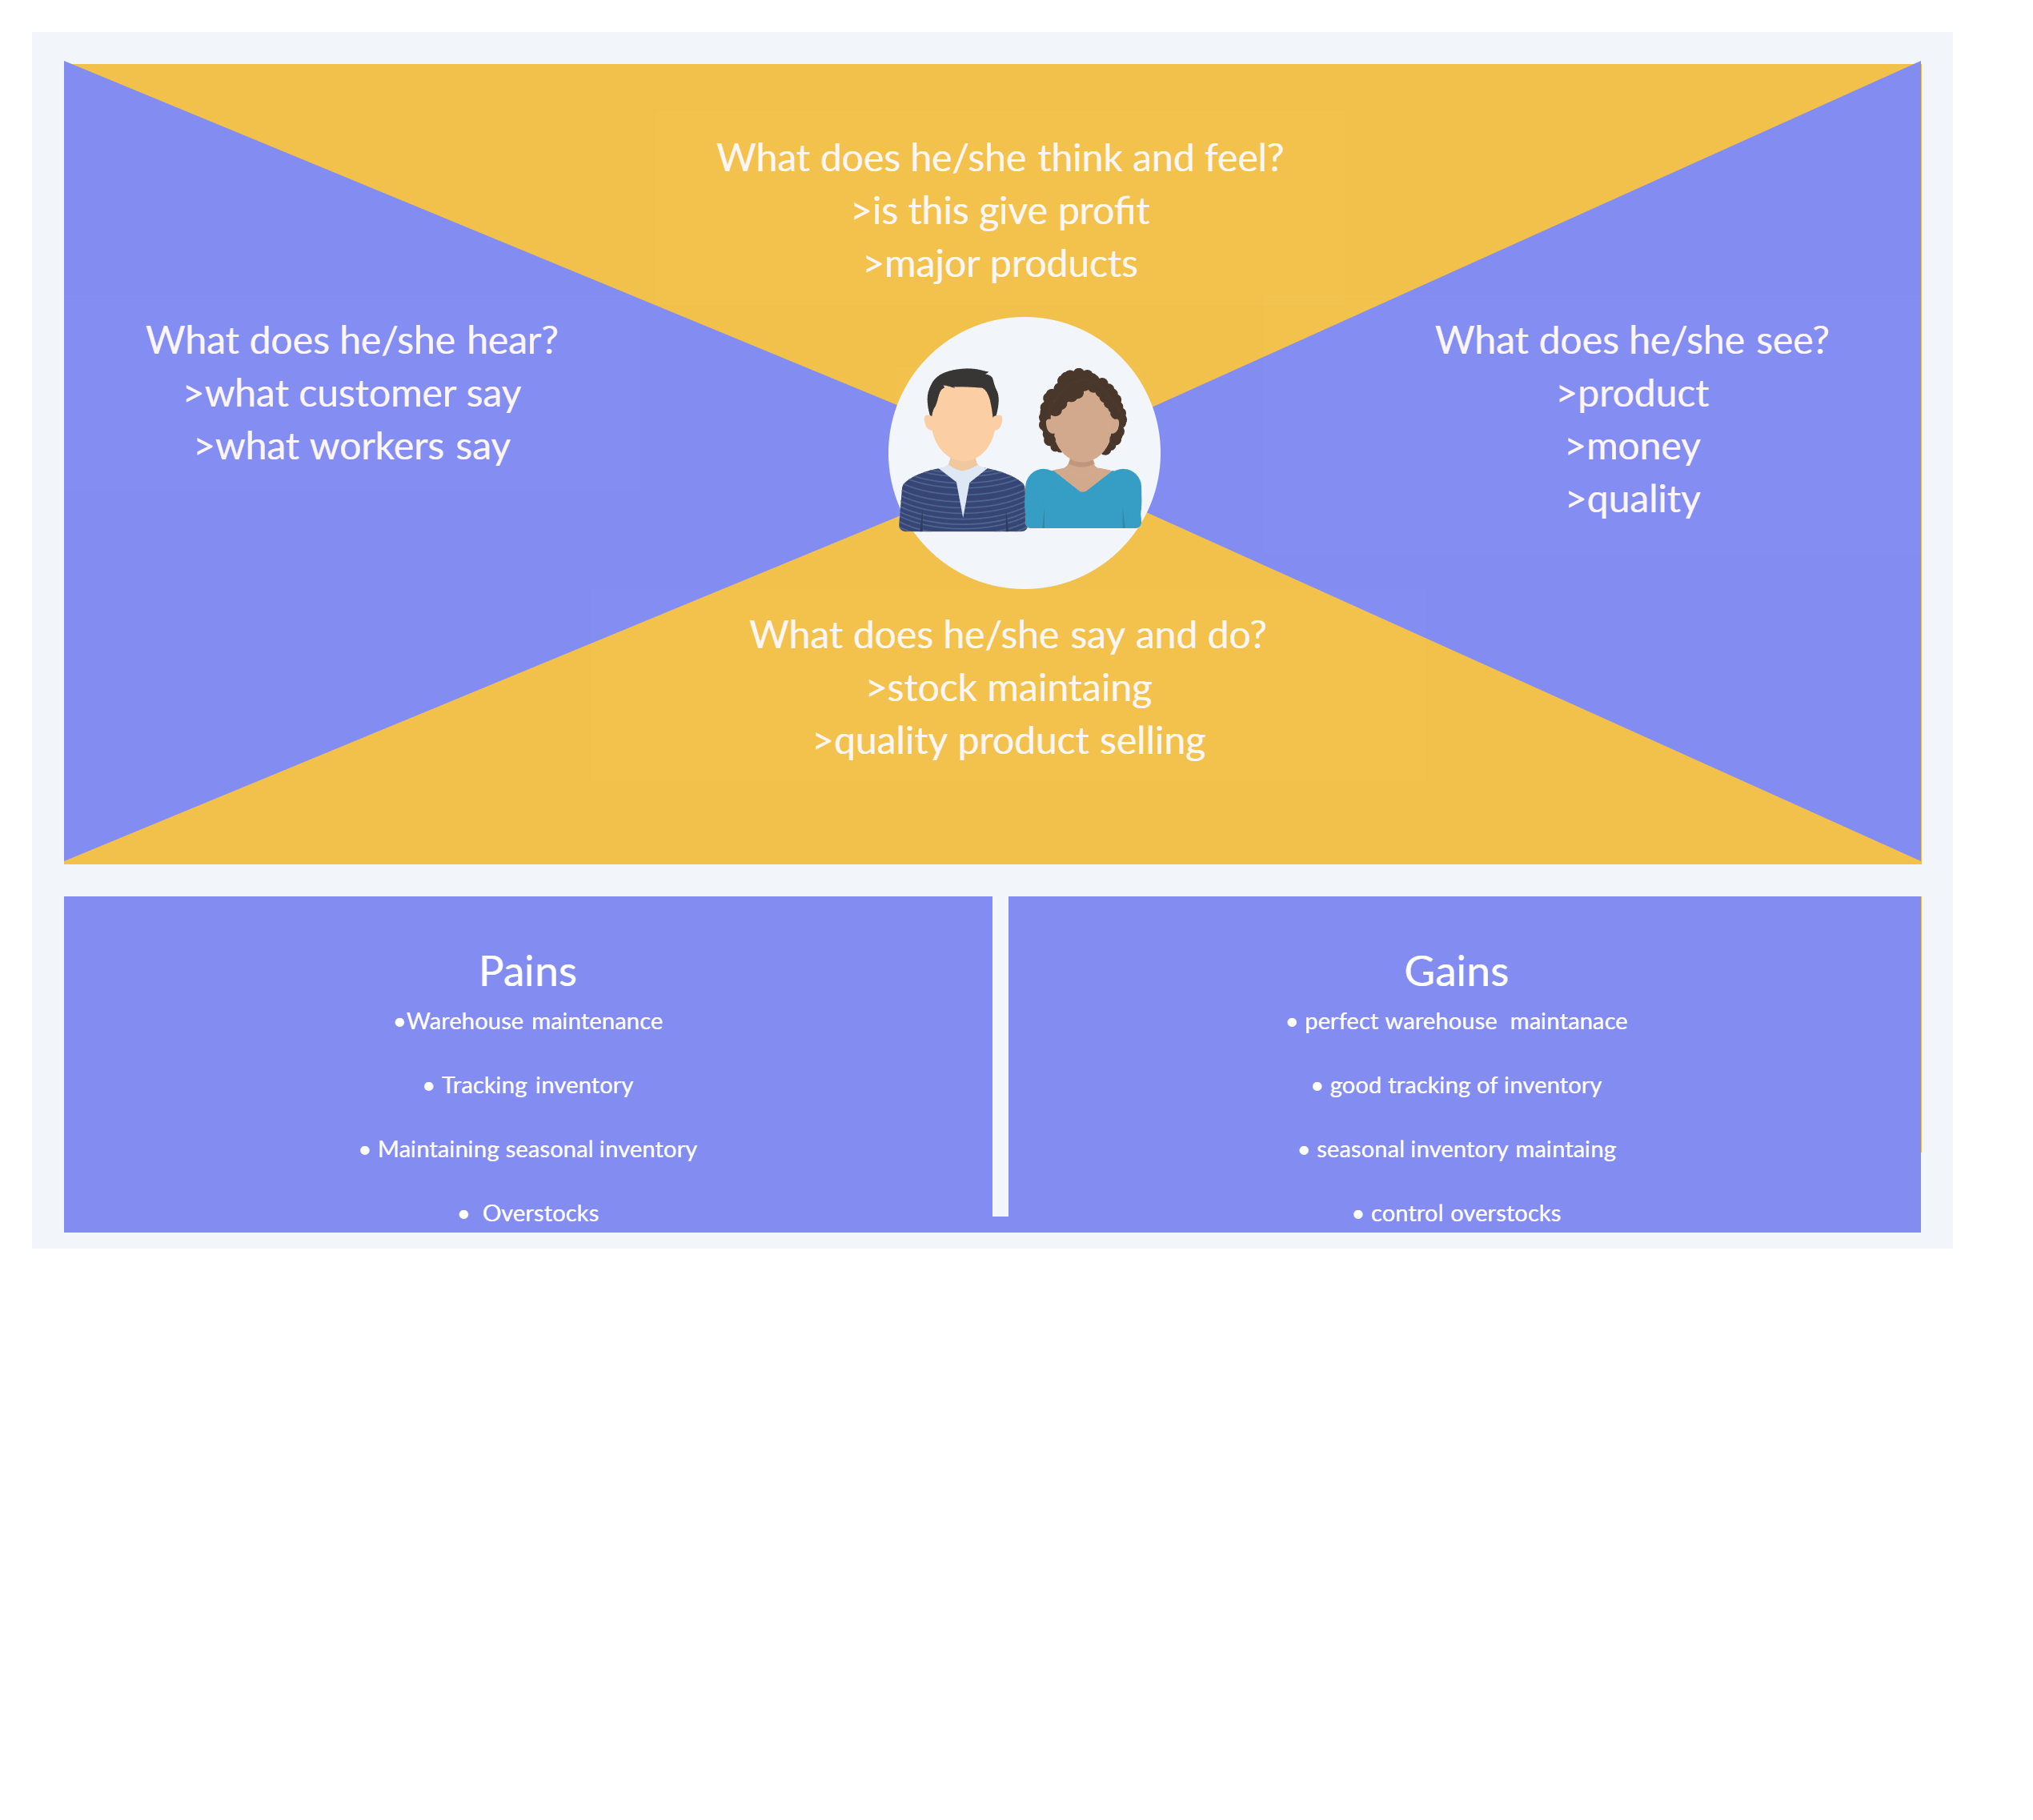 What does he/she think and feel?
>is this give profit
>major products
What does he/she hear?
>what customer say
>what workers say
What does he/she see?
>product
>money
>quality
What does he/she say and do?
>stock maintaing
>quality product selling
Pains
•Warehouse maintenance
• Tracking inventory
• Maintaining seasonal inventory
• Overstocks
Gains
• perfect warehouse  maintanace
• good tracking of inventory
• seasonal inventory maintaing
• control overstocks